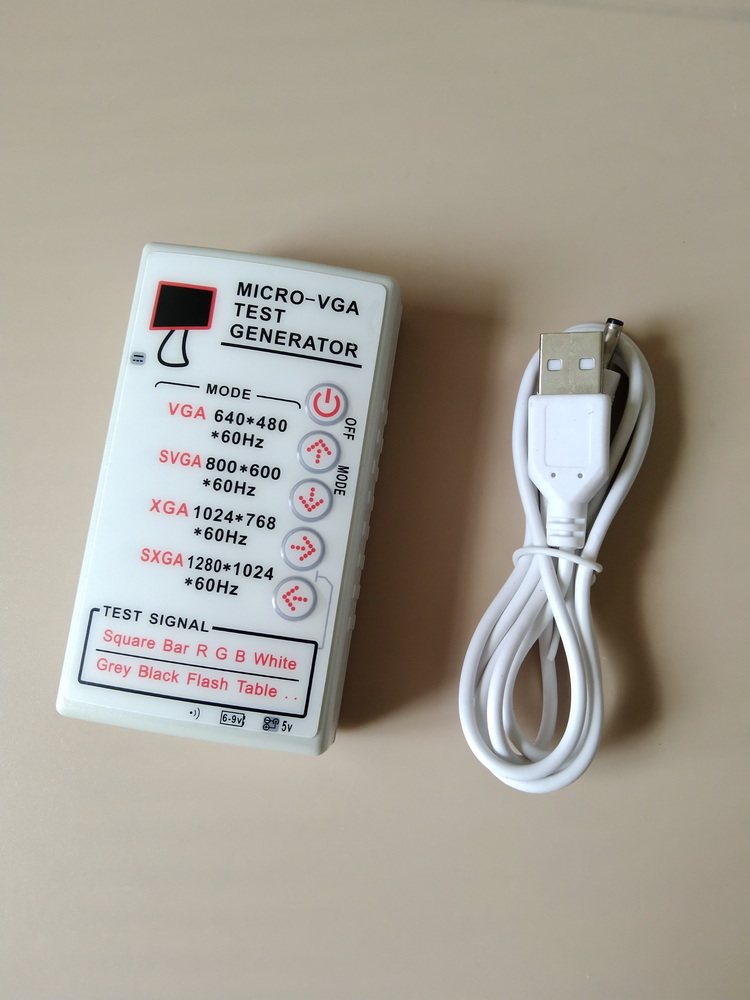 MICRO-VGA
TEST
GENERATOR
MODE
OFF
VGA 640*480
*60Hz
MODE
SVGA 800*600
*60Hz
XGA 1024*768
*60Hz
SXGA 1280*1024
*60Hz
TEST SIGNAL
Square Bar R G B White
Grey Black Flash Table ..
6-9v
5v